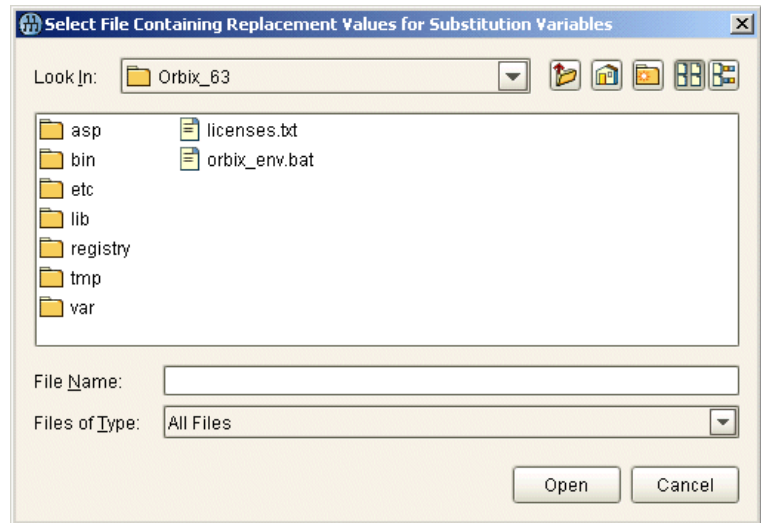 Select File Containing Replacement Values for Substitution Variables
Look In: Orbix_63
asp licenses.txt
bin orbix_env.bat
etc
lib
registry
tmp
var
File Name:
Files of Type: All Files
Open Cancel